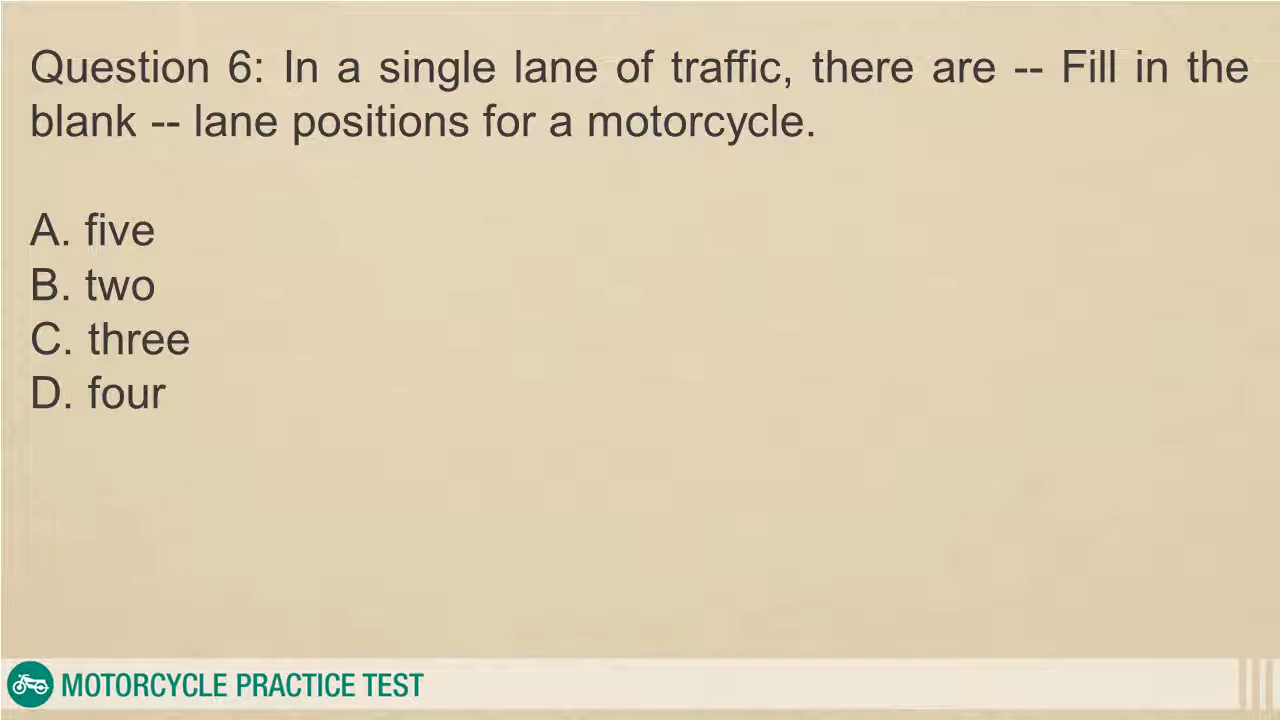 Question 6: In a single lane of traffic, there are -- Fill in the
blank -- lane positions for a motorcycle.
A. five
B. two
C. three
D. four
MOTORCYCLE PRACTICE TEST